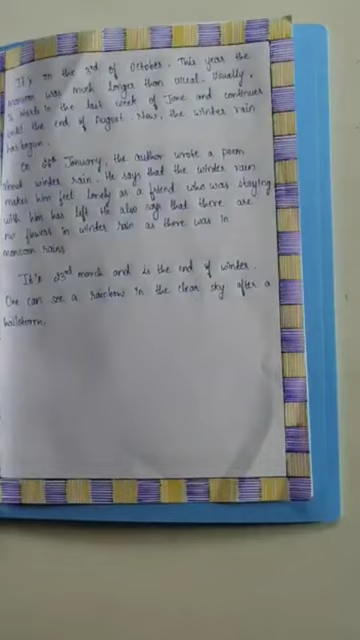 It's on the 3rd of October. This year the
monsoon was much longer than usual. Usually,
it starts in the last week of June and continues
until the end of August. Now, the winter rain
has begun.
On 26th January, the author wrote a poem
about winter rain. He says that the winter rain
makes him feel lonely as a friend who was staying
with him has left. He also says that there are
no flowers in winter rain as there was in
monsoon rains.
It's 23rd march and is the end of winter.
One can see a rainbow in the clear sky after a
hailstorm.